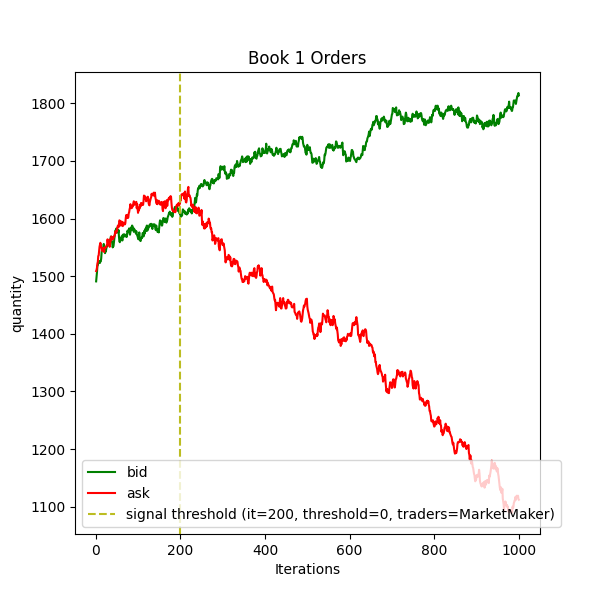 Book 1 Orders
quantity
1800
1700
1600
1500
1400
1300
1200
1100
bid
ask
signal threshold (it=200, threshold=0, traders=MarketMaker)
0 200 400 600 800 1000
Iterations